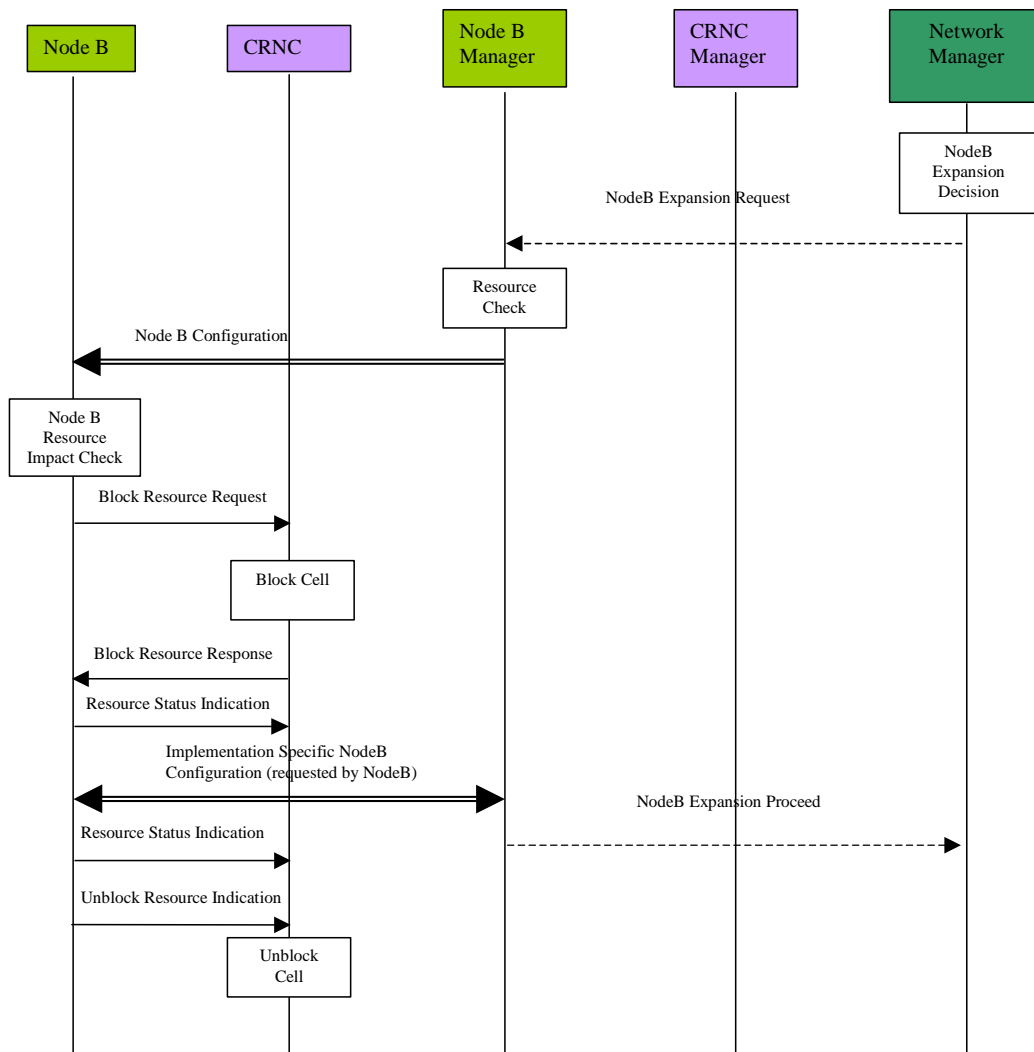 Node B
CRNC
Node B
Manager
CRNC
Manager
Network
Manager
NodeB
Expansion
Decision
NodeB Expansion Request
Resource
Check
Node B Configuration
Node B
Resource
Impact Check
Block Resource Request
Block Cell
Block Resource Response
Resource Status Indication
Implementation Specific NodeB
Configuration (requested by NodeB)
NodeB Expansion Proceed
Resource Status Indication
Unblock Resource Indication
Unblock
Cell